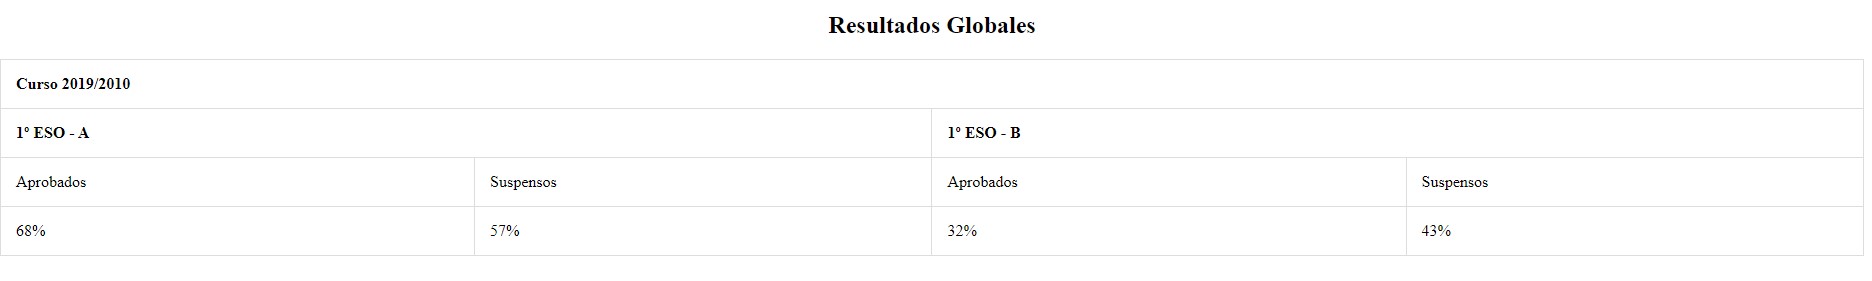 Resultados Globales
Curso 2019/2010
1º ESO - A 1º ESO - B
Aprobados Suspensos Aprobados Suspensos
68% 57% 32% 43%